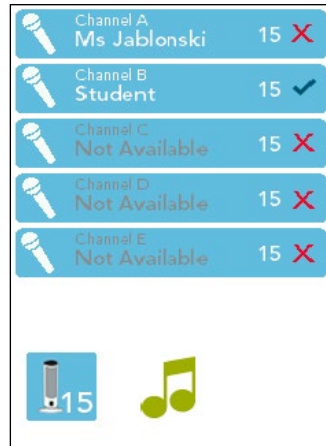 Channel A
Ms Jablonski 15
Channel B
Student 15
Channel C
Not Available 15
Channel D
Not Available 15
Channel E
Not Available 15
15